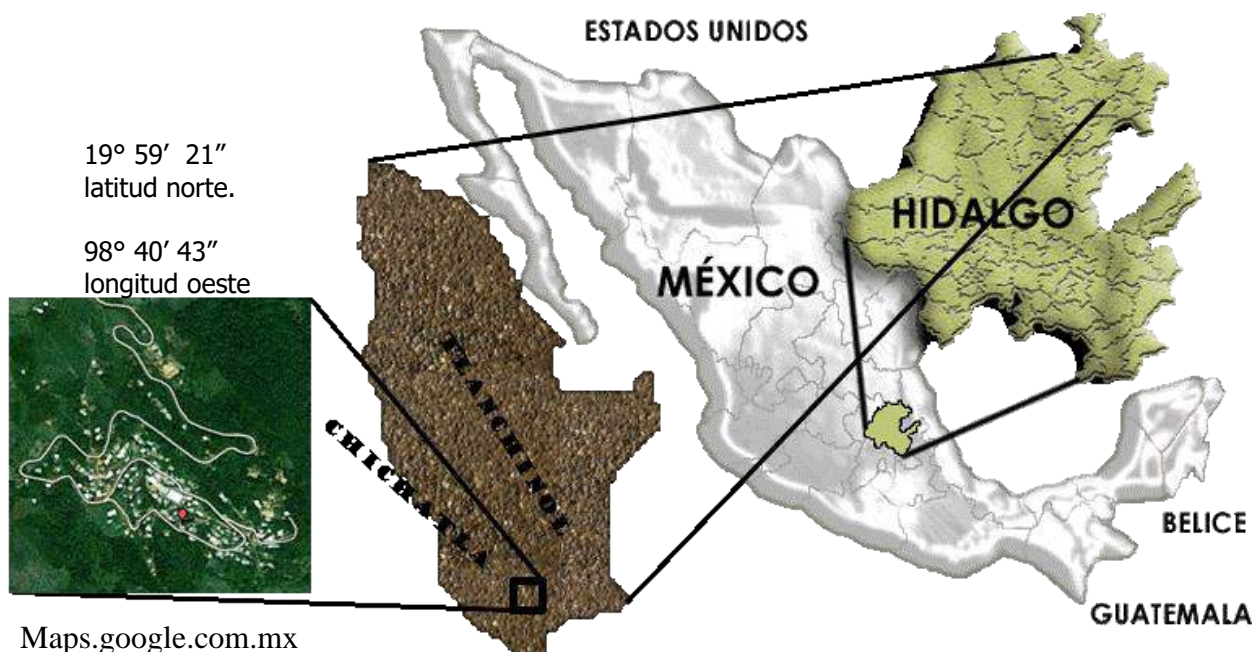 ESTADOS UNIDOS
19° 59’ 21”
latitud norte.
98° 40’ 43”
longitud oeste
HIDALGO
MÉXICO
TLANCHINOL
CHICHATLA
BELICE
GUATEMALA
Maps.google.com.mx